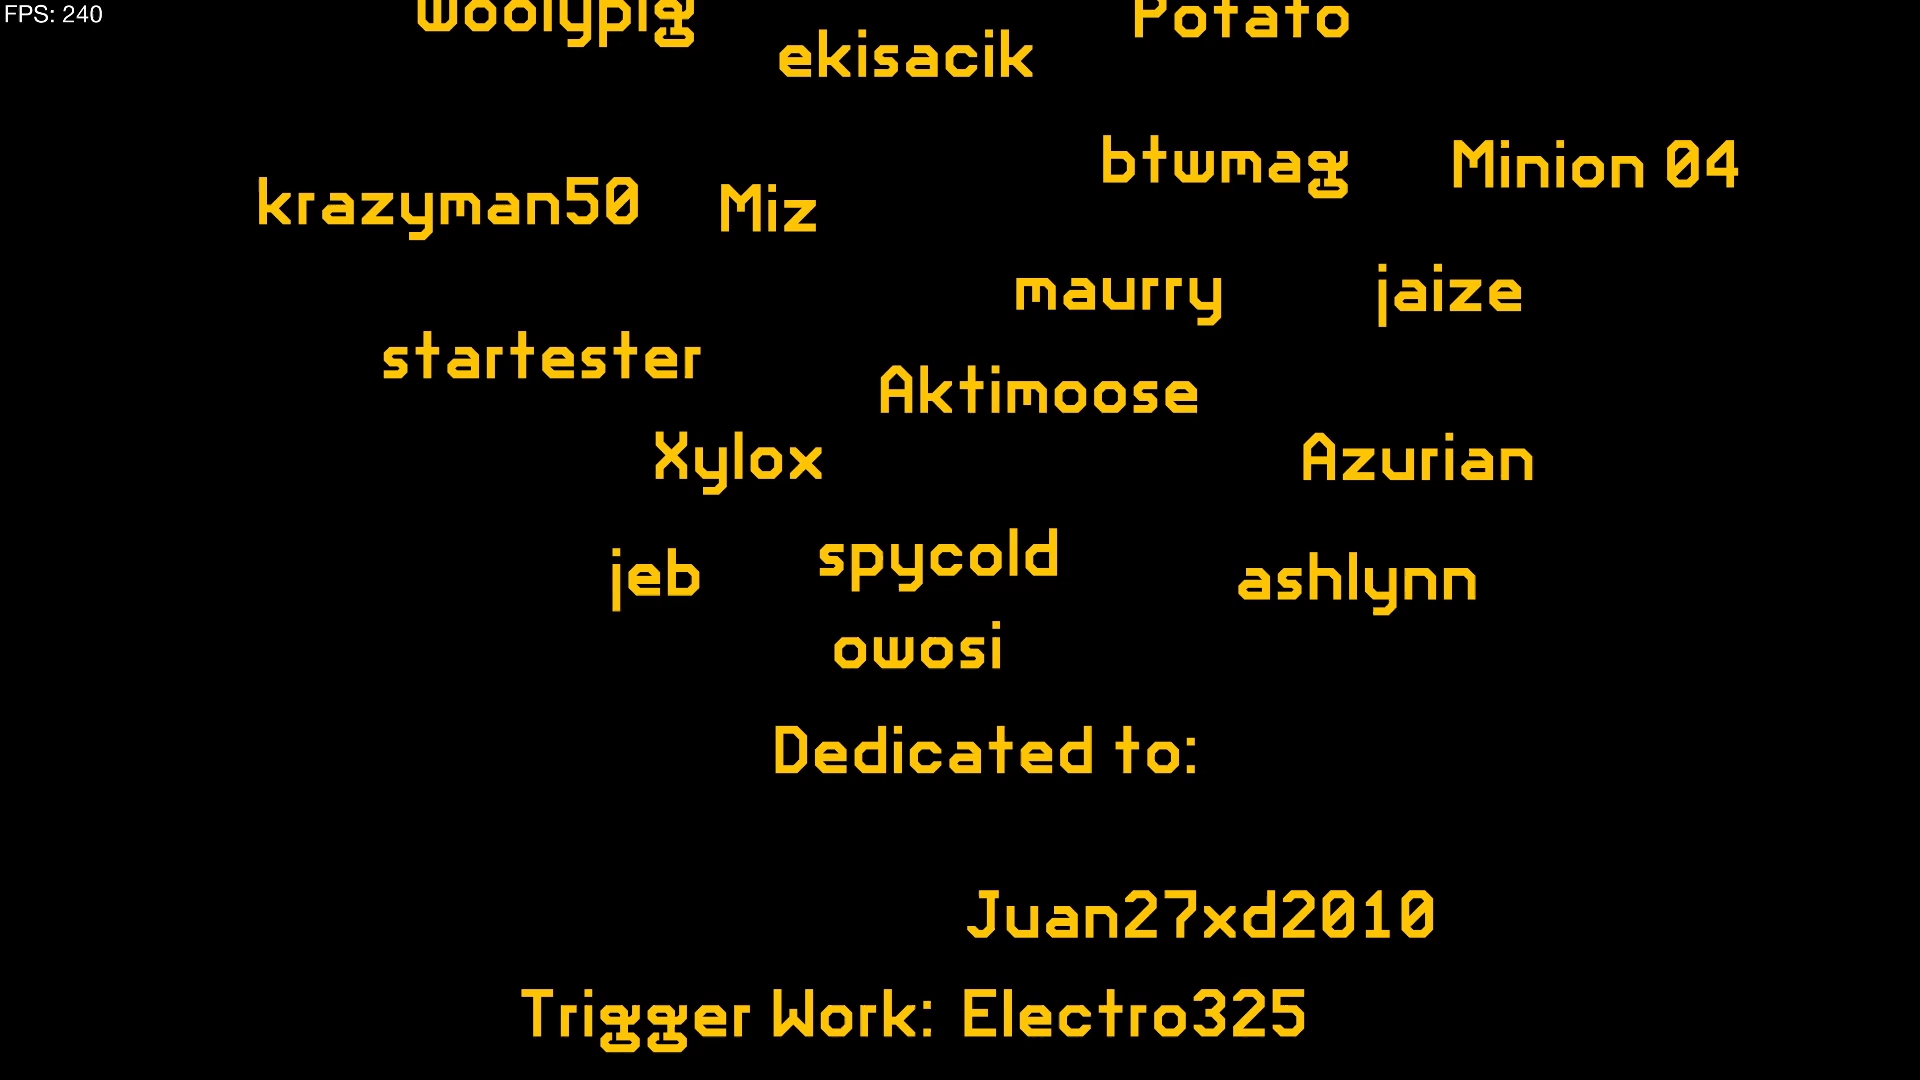 FPS: 240
woolypig
Potato
ekisacik
btwmag
Minion 04
krazyman50
Miz
maurry
jaize
startester
Aktimoose
Xylox
Azurian
spycold
jeb
ashlynn
owosi
Dedicated to:
Juan27xd2010
Trigger Work: Electro325